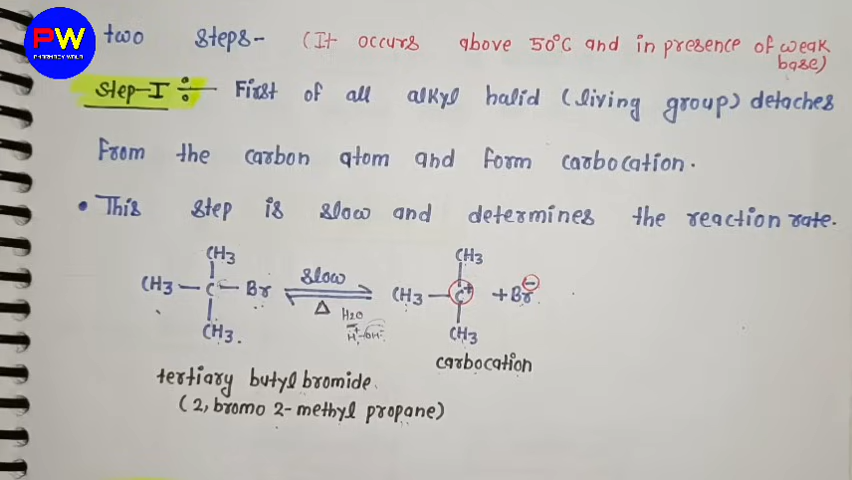 PW
PHARMACY WORLD
two steps- (It occurs above 50°C and in presence of weak
base)
Step-I ÷ First of all alkyl halid (living group) detaches
From the carbon atom and form carbocation.
• This step is slow and determines the reaction rate.
CH3 CH3
CH3 – C – Br slow CH3 – C+ + Br⊖
Δ H2O
H+ OH-
CH3. CH3
carbocation
tertiary butyl bromide.
(2, bromo 2- methyl propane)